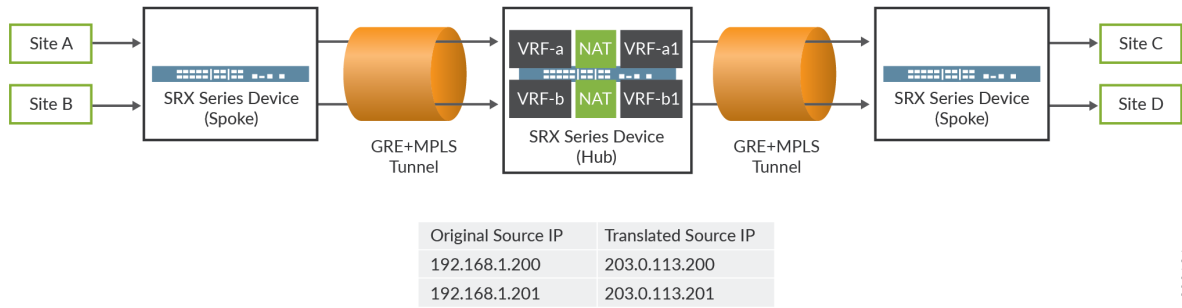 Site A
Site B
SRX Series Device
(Spoke)
GRE+MPLS
Tunnel
VRF-a NAT VRF-a1
VRF-b NAT VRF-b1
SRX Series Device
(Hub)
GRE+MPLS
Tunnel
SRX Series Device
(Spoke)
Site C
Site D
Original Source IP Translated Source IP
192.168.1.200 203.0.113.200
192.168.1.201 203.0.113.201